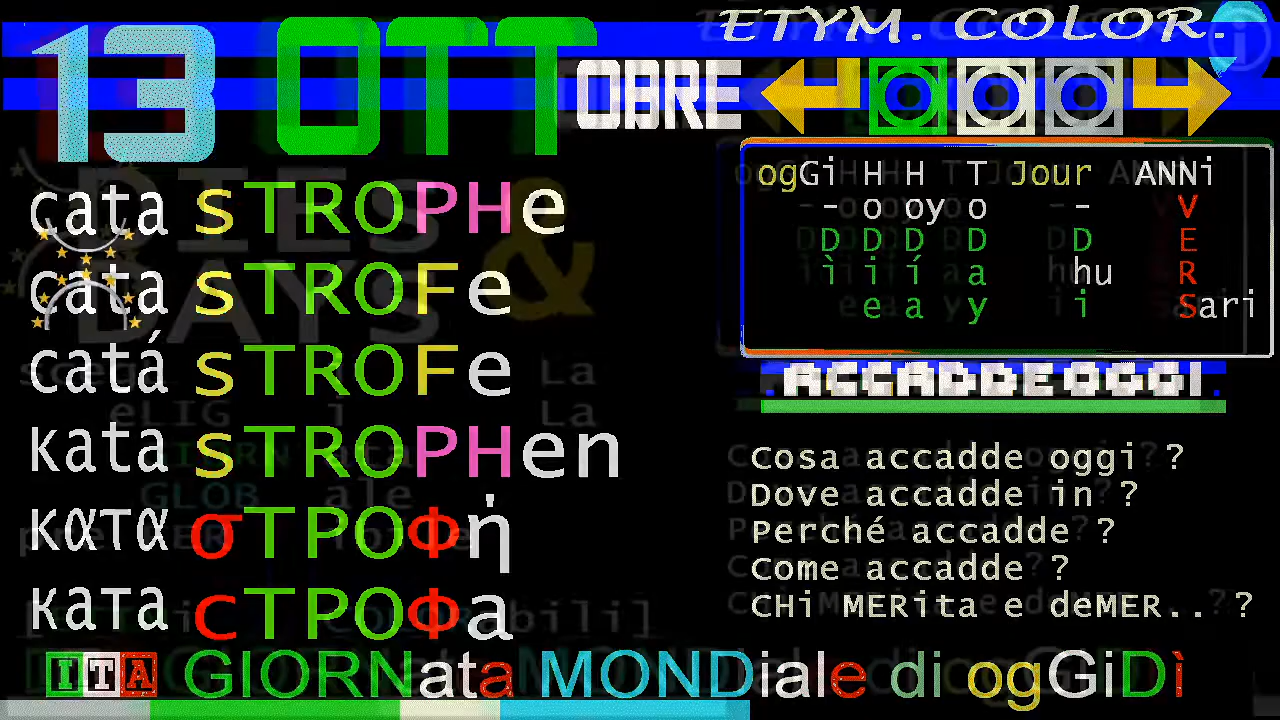 ETYM. COLOR.
13 OTTOBRE
cata sTROPHe
cata sTROFe
catá sTROFe
kata sTROPHen
κατα σΤΡΟΦή
ката сТРОФа
ogGi H H T Jour ANNi
- o oy o - V
D D D D D E
ì i í a hu R
e a y i Sari
.ACCADDE OGGI.
Cosa accadde oggi ?
Dove accadde in ?
Perché accadde ?
Come accadde ?
CHi MERita e deMER.. ?
ITA GIORNata MONDiale di ogGiDì